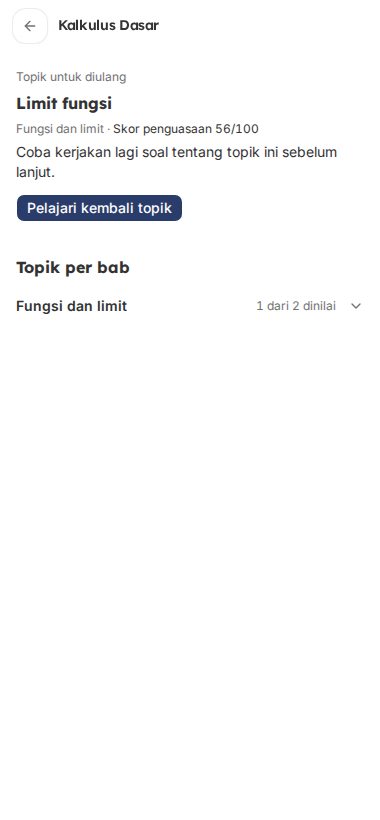 Kalkulus Dasar
Topik untuk diulang
Limit fungsi
Fungsi dan limit · Skor penguasaan 56/100
Coba kerjakan lagi soal tentang topik ini sebelum
lanjut.
Pelajari kembali topik
Topik per bab
Fungsi dan limit 1 dari 2 dinilai